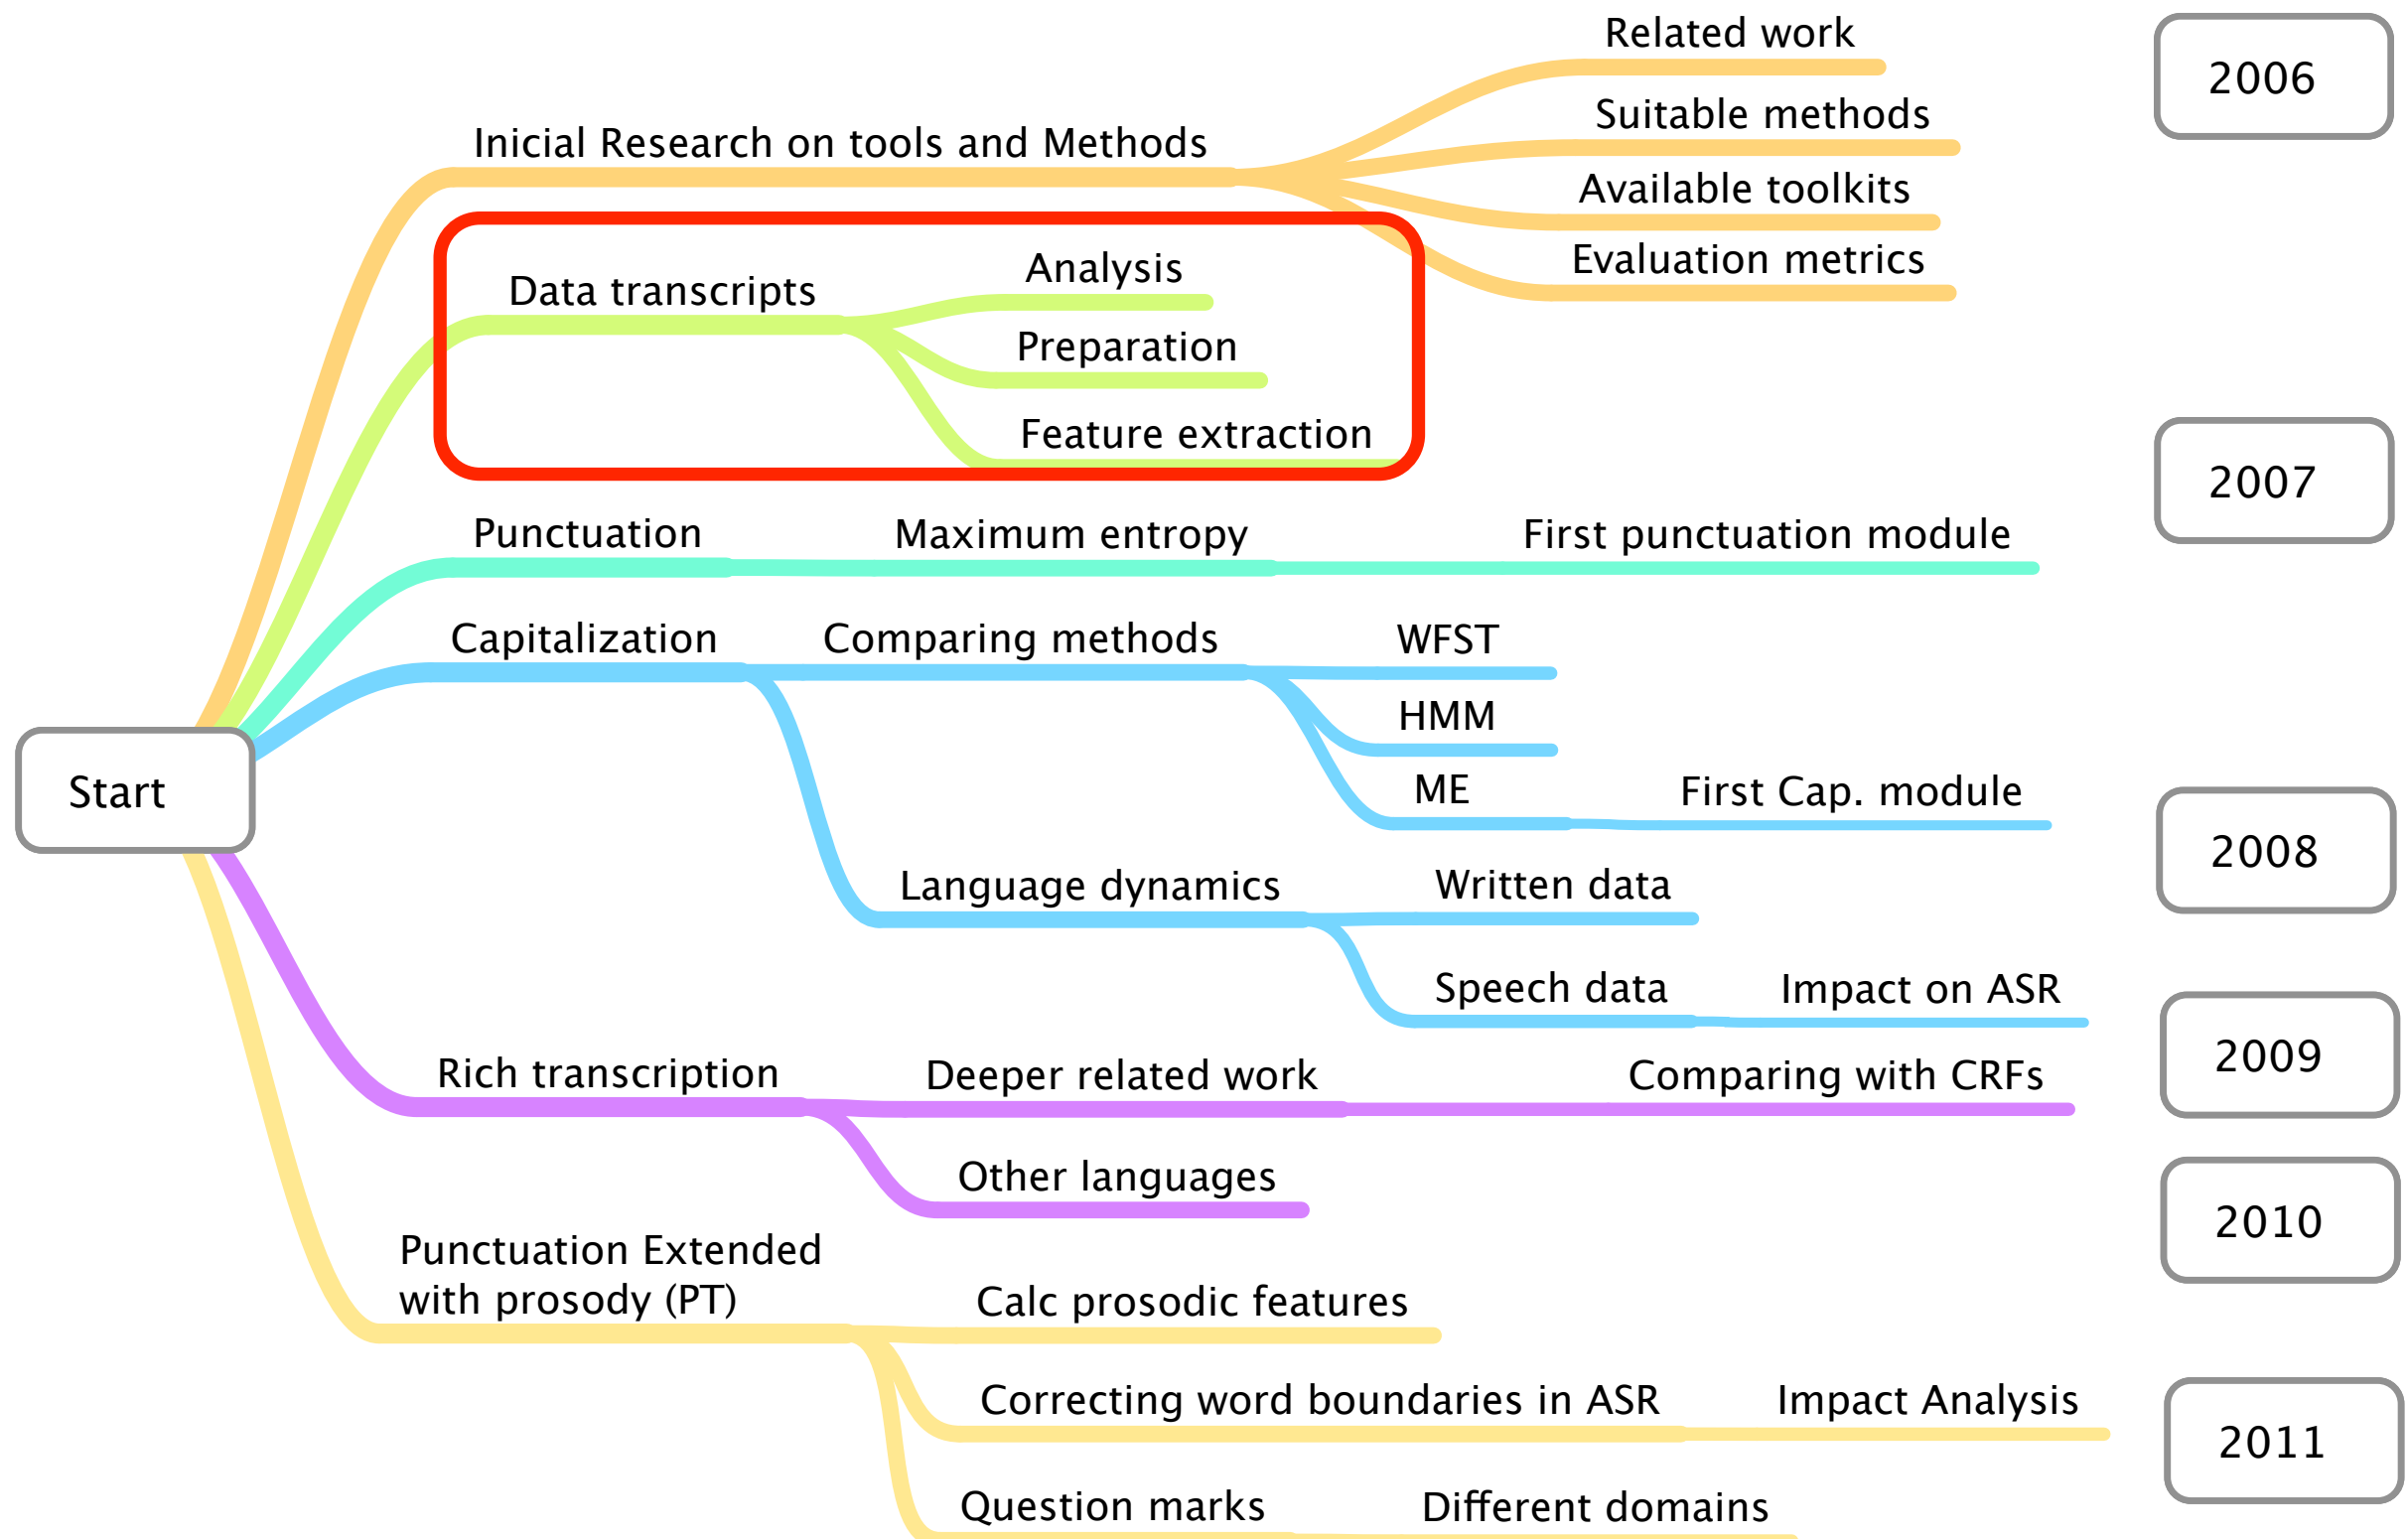 Related work
2006
Suitable methods
Inicial Research on tools and Methods
Available toolkits
Evaluation metrics
Data transcripts
Analysis
Preparation
Feature extraction
2007
Punctuation
Maximum entropy
First punctuation module
Capitalization
Comparing methods
WFST
HMM
ME
First Cap. module
Start
2008
Language dynamics
Written data
Speech data
Impact on ASR
2009
Rich transcription
Deeper related work
Comparing with CRFs
Other languages
2010
Punctuation Extended
with prosody (PT)
Calc prosodic features
Correcting word boundaries in ASR
Impact Analysis
2011
Question marks
Different domains